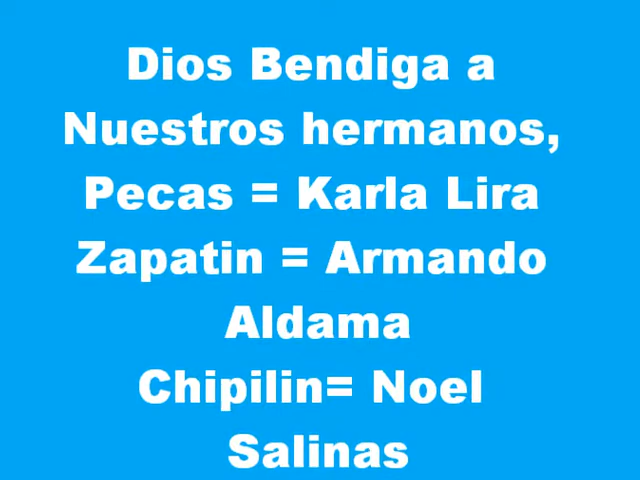 Dios Bendiga a
Nuestros hermanos,
Pecas = Karla Lira
Zapatin = Armando
Aldama
Chipilin= Noel
Salinas